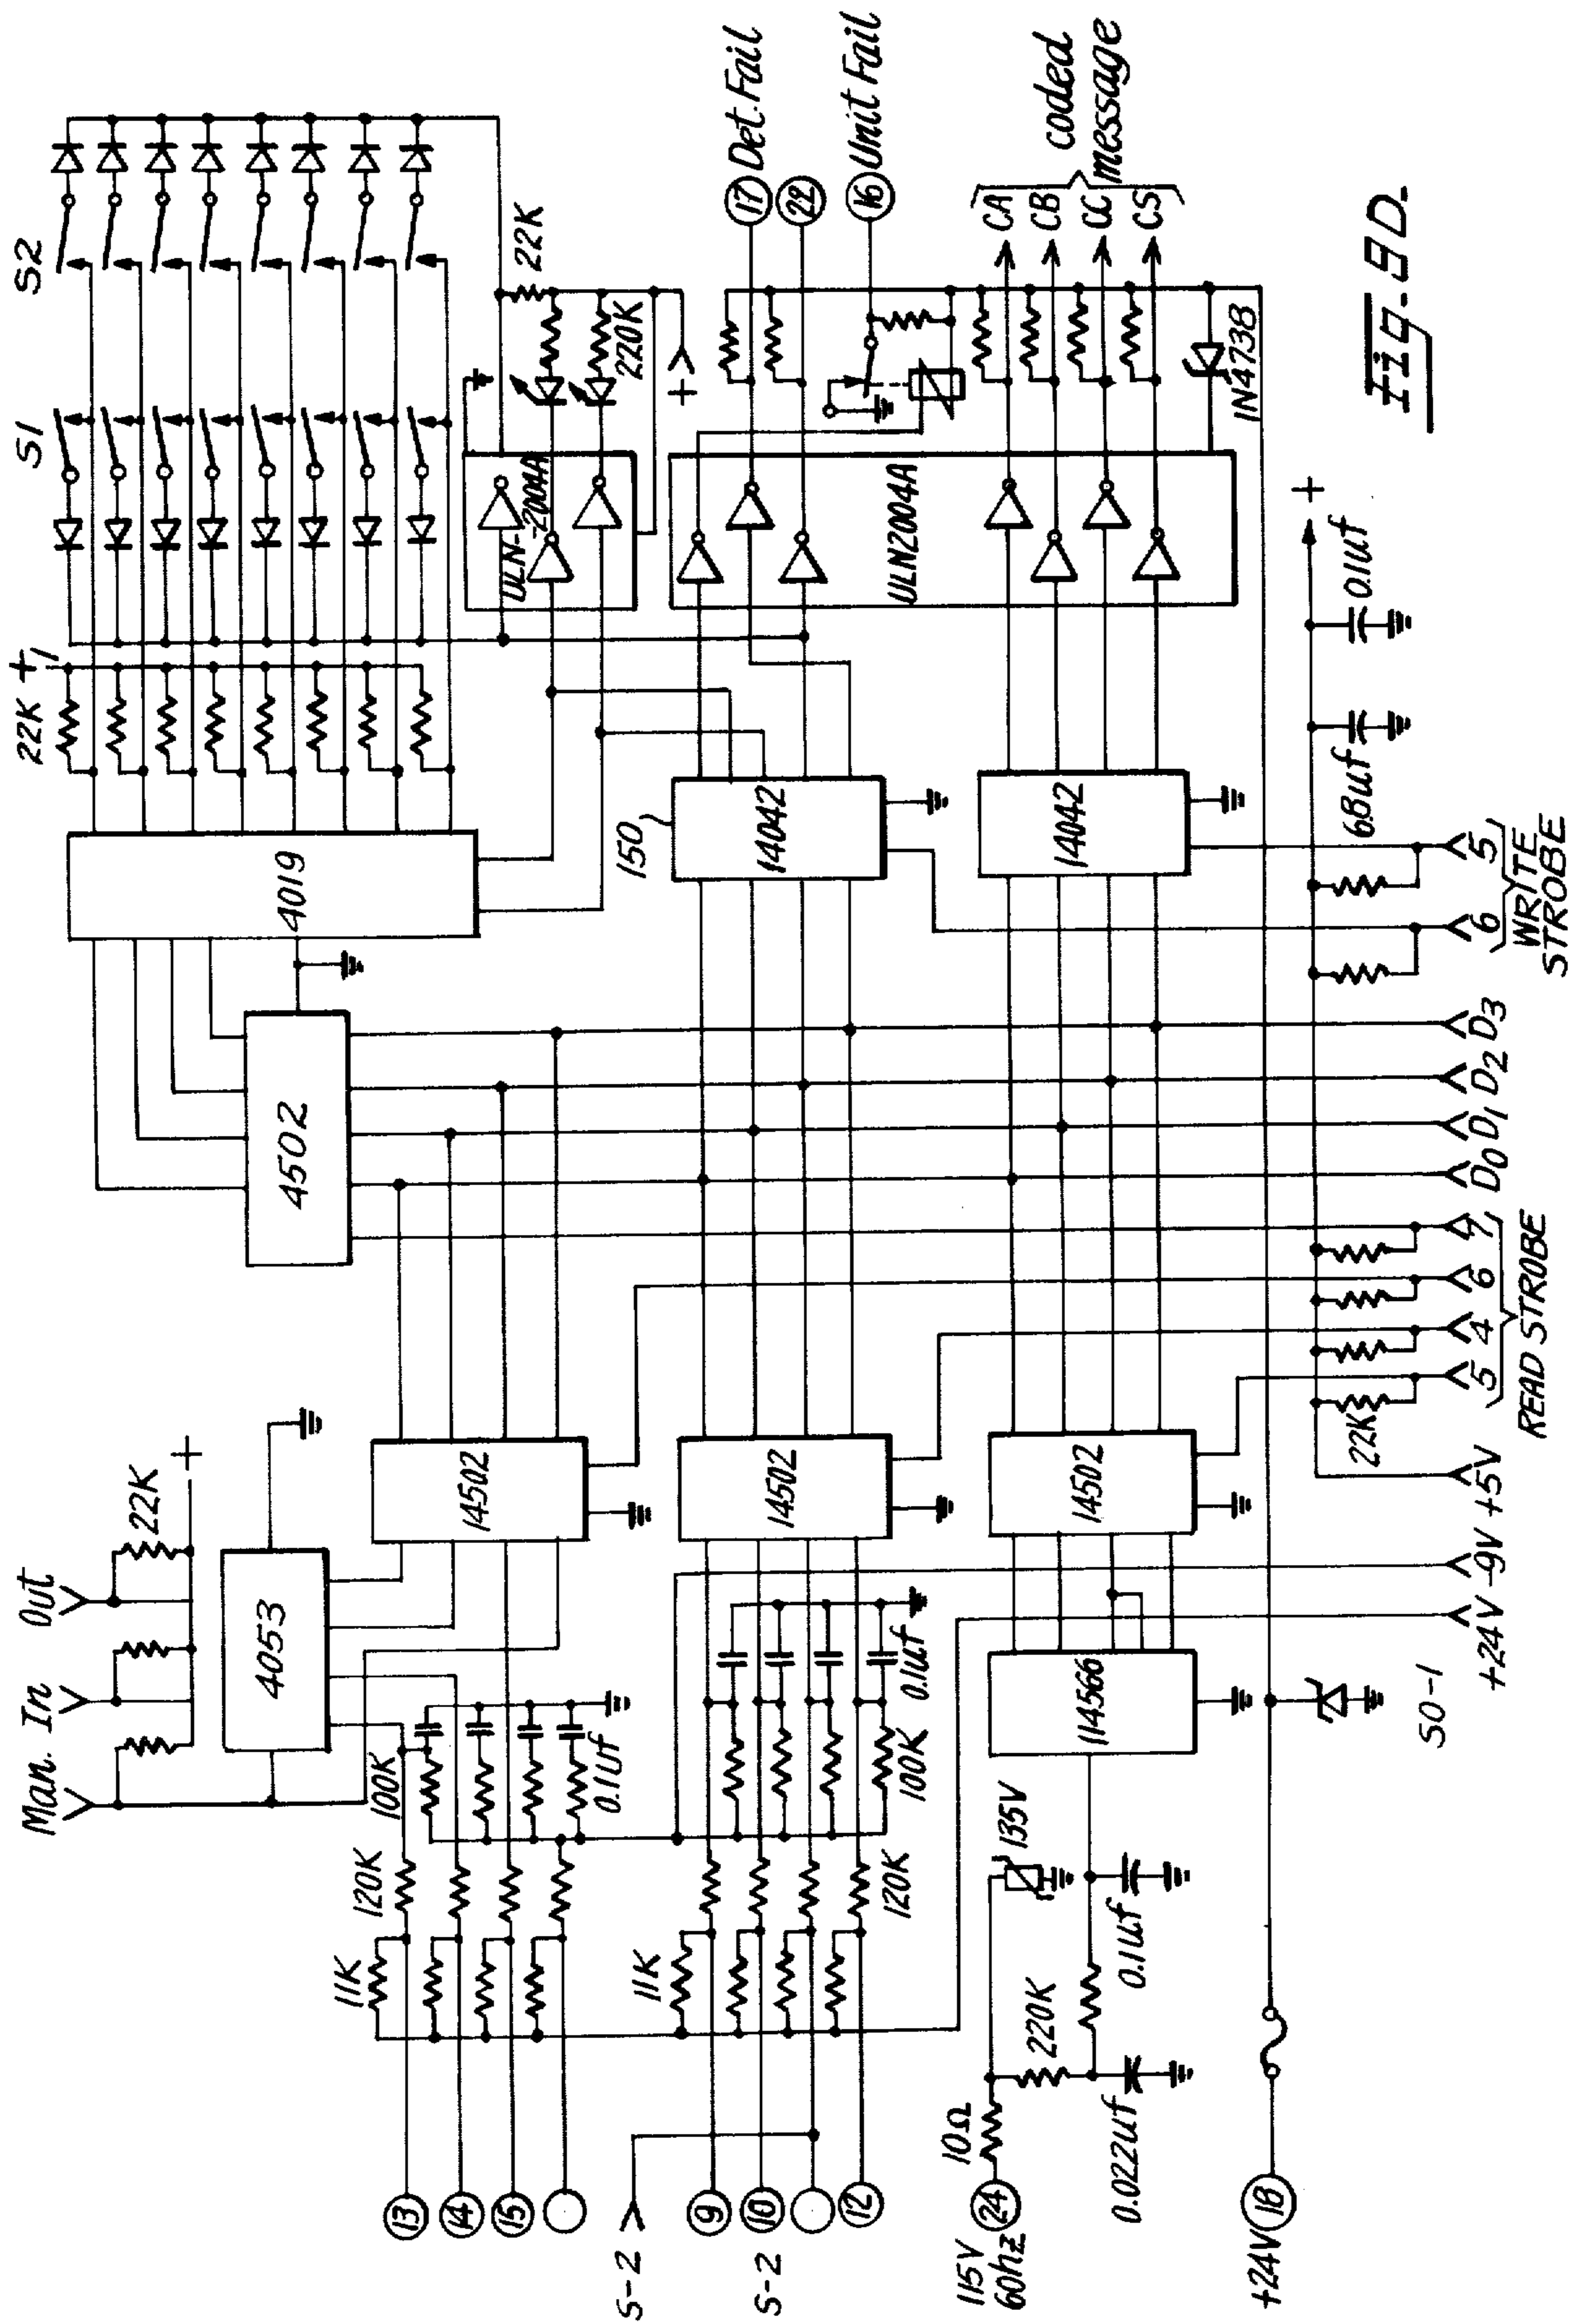 S1
S2
22K +
Man.
In
Out
22K
+
4053
4502
4019
ULN-
-2004A
22K
220K
+
100K
120K
11K
0.1uf
14502
13
14
15
S-2
150
14042
ULN2004A
17 Det. Fail
22
16 Unit Fail
11K
120K
100K
0.1uf
14502
9
S-2
10
12
CA
CB
CC
CS
coded
message
1N4738
115V
60hz
24
10Ω
135V
220K
0.1uf
0.022uf
114566
14502
14042
+24V 18
SO-1
22K
6.8uf
0.1uf
+
+24V
-9V
+5V
5
4
6
7
READ STROBE
D0
D1
D2
D3
6
5
WRITE
STROBE
Fig-9D.